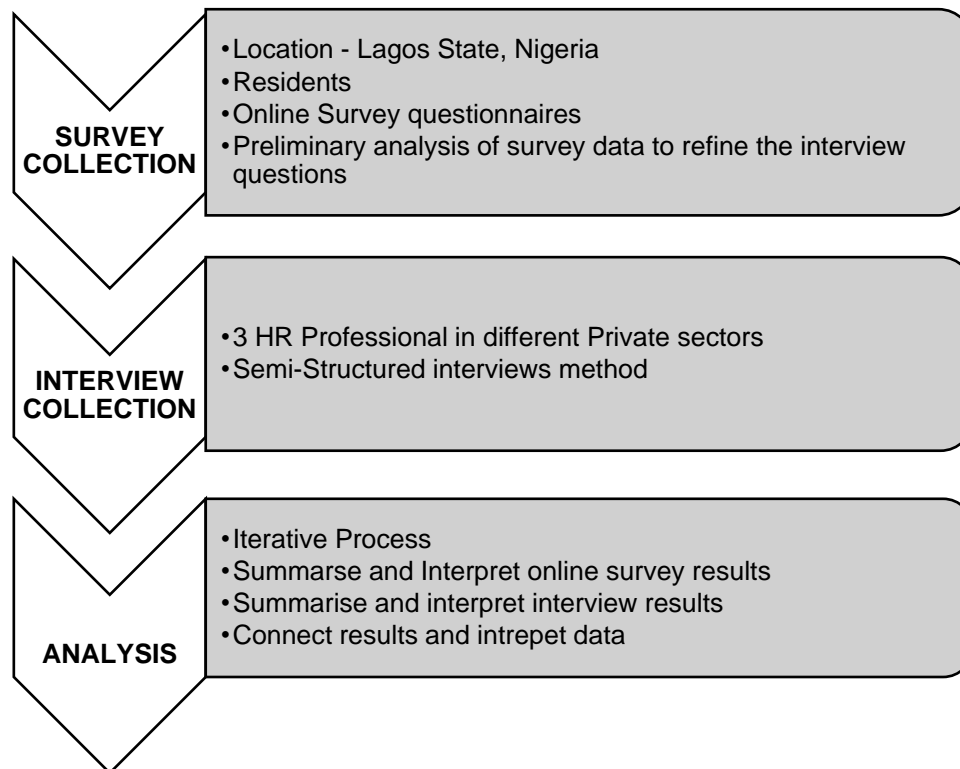 SURVEY
COLLECTION
•Location - Lagos State, Nigeria
•Residents
•Online Survey questionnaires
•Preliminary analysis of survey data to refine the interview
questions
INTERVIEW
COLLECTION
•3 HR Professional in different Private sectors
•Semi-Structured interviews method
ANALYSIS
•Iterative Process
•Summarse and Interpret online survey results
•Summarise and interpret interview results
•Connect results and intrepet data